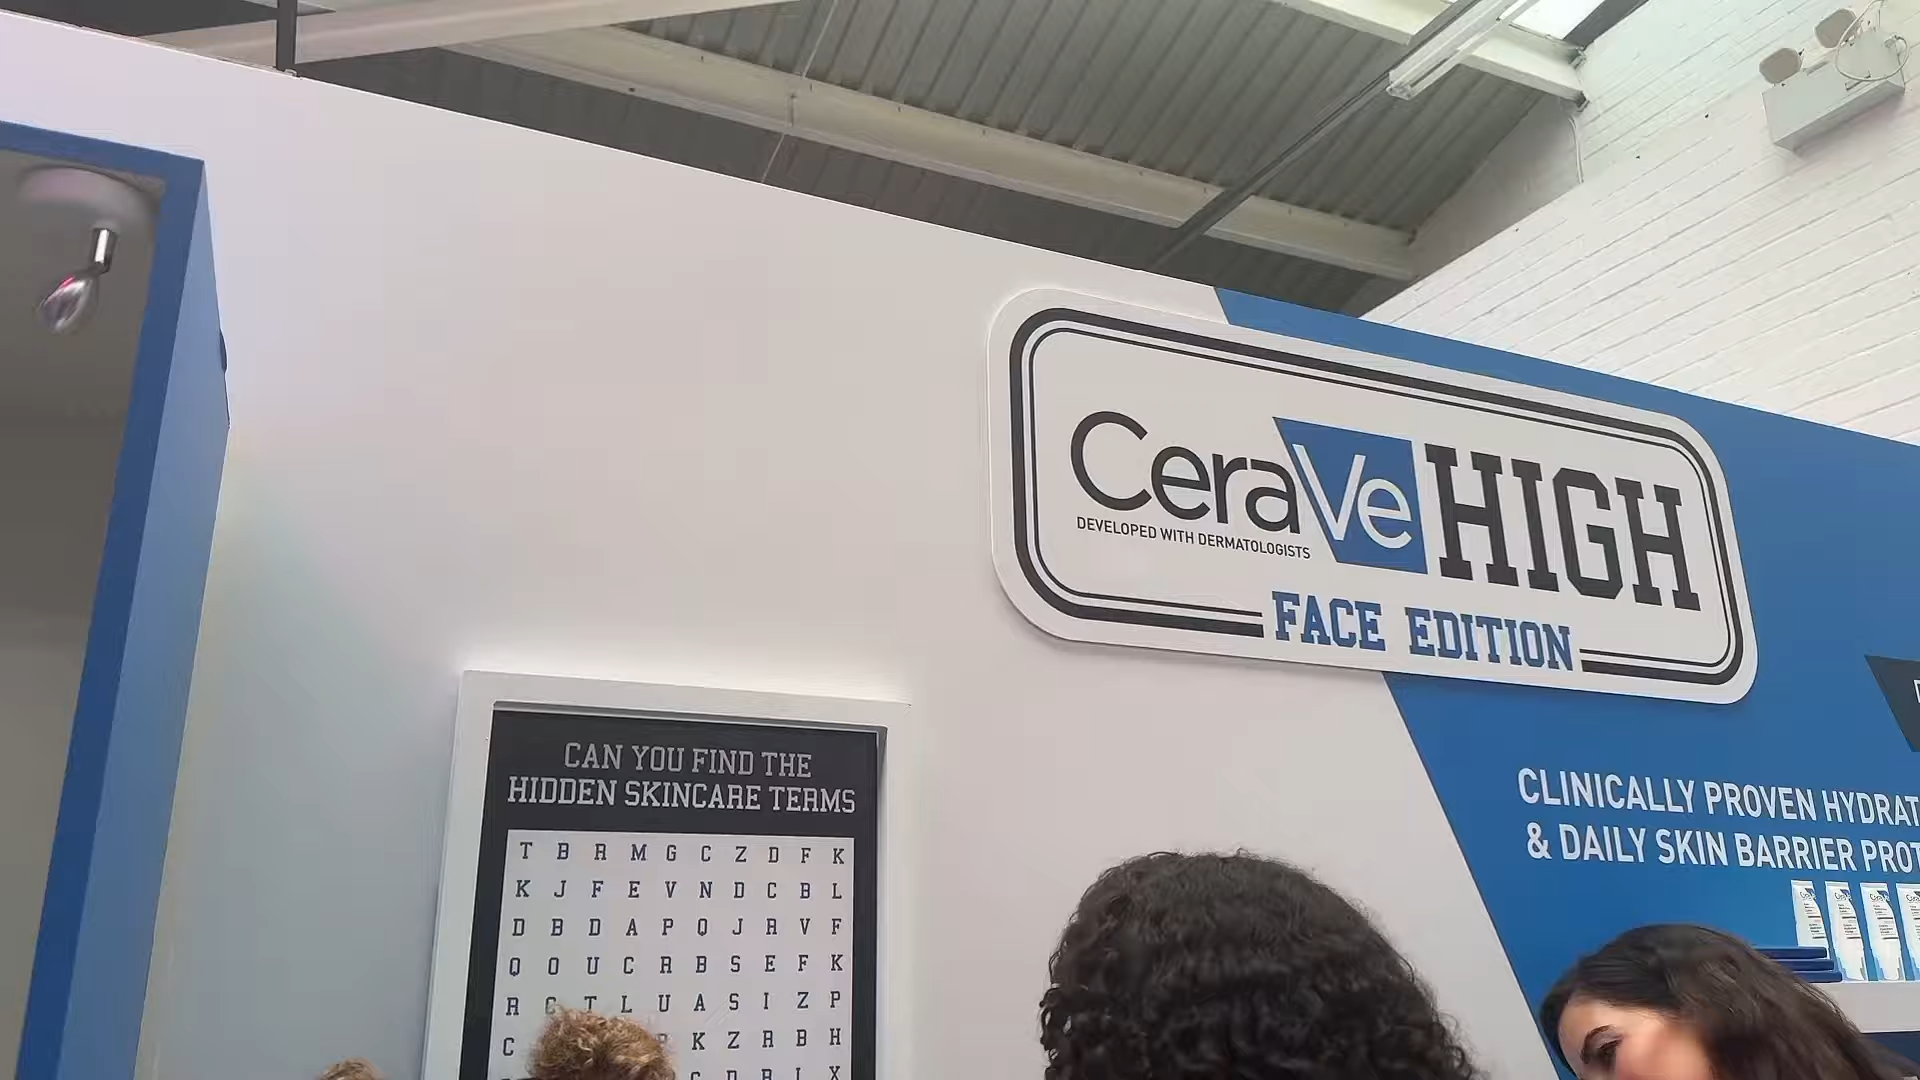 CeraVe HIGH
DEVELOPED WITH DERMATOLOGISTS
FACE EDITION
CAN YOU FIND THE
HIDDEN SKINCARE TERMS
T B R M G C Z D F K
K J F E V N D C B L
D B D A P Q J R V F
Q O U C R B S E F K
R C T L U A S I Z P
C K Z R B H
CLINICALLY PROVEN HYDRAT
& DAILY SKIN BARRIER PROT